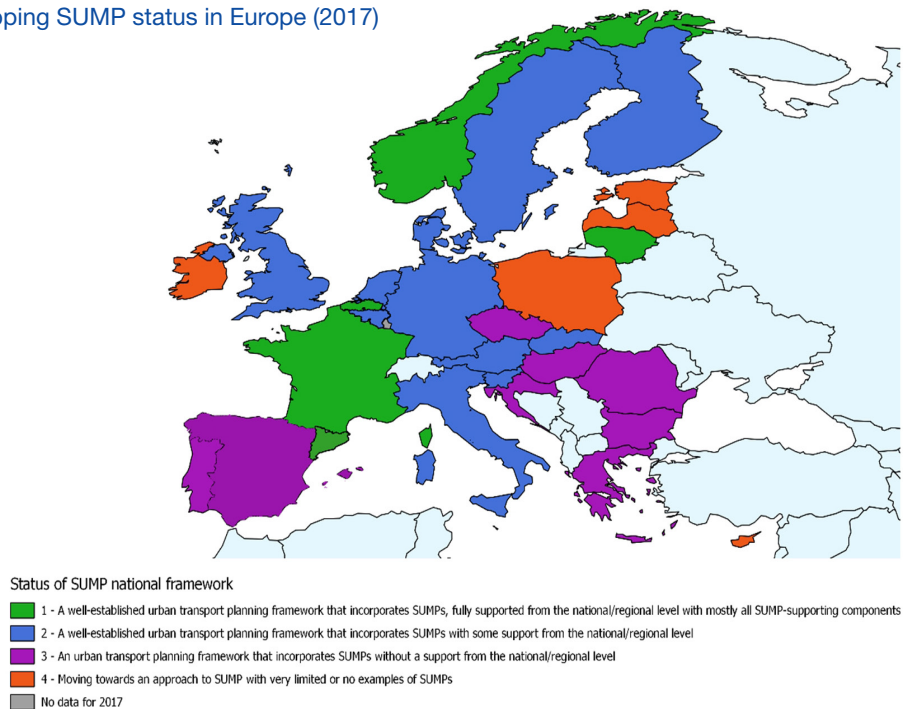 pping SUMP status in Europe (2017)
Status of SUMP national framework
1 - A well-established urban transport planning framework that incorporates SUMPs, fully supported from the national/regional level with mostly all SUMP-supporting components
2 - A well-established urban transport planning framework that incorporates SUMPs with some support from the national/regional level
3 - An urban transport planning framework that incorporates SUMPs without a support from the national/regional level
4 - Moving towards an approach to SUMP with very limited or no examples of SUMPs
No data for 2017